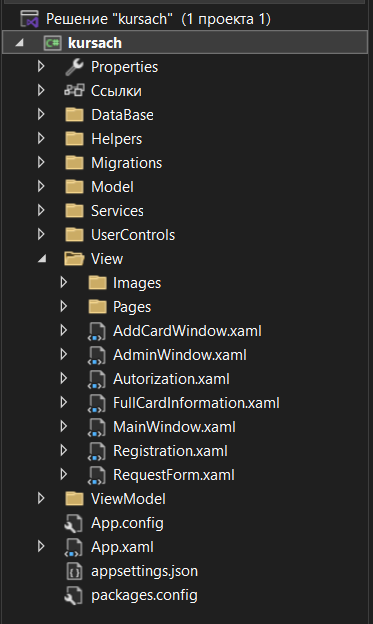 Решение "kursach" (1 проекта 1)
C# kursach
Properties
Ссылки
DataBase
Helpers
Migrations
Model
Services
UserControls
View
Images
Pages
AddCardWindow.xaml
AdminWindow.xaml
Autorization.xaml
FullCardInformation.xaml
MainWindow.xaml
Registration.xaml
RequestForm.xaml
ViewModel
App.config
App.xaml
appsettings.json
packages.config